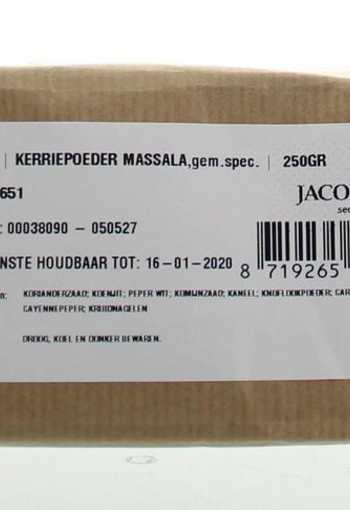 | KERRIEPOEDER MASSALA,gem.spec. | 250GR
651
JACO
: 00038090 – 050527
NSTE HOUDBAAR TOT: 16–01–2020
8 719265
n: KORIANDERZAAD; KOENJIT; PEPER WIT; KOMIJNZAAD; KANEEL; KNOFLOOKPOEDER; CAR
CAYENNEPEPER; KRUIDNAGELEN
DROOG, KOEL EN DONKER BEWAREN.